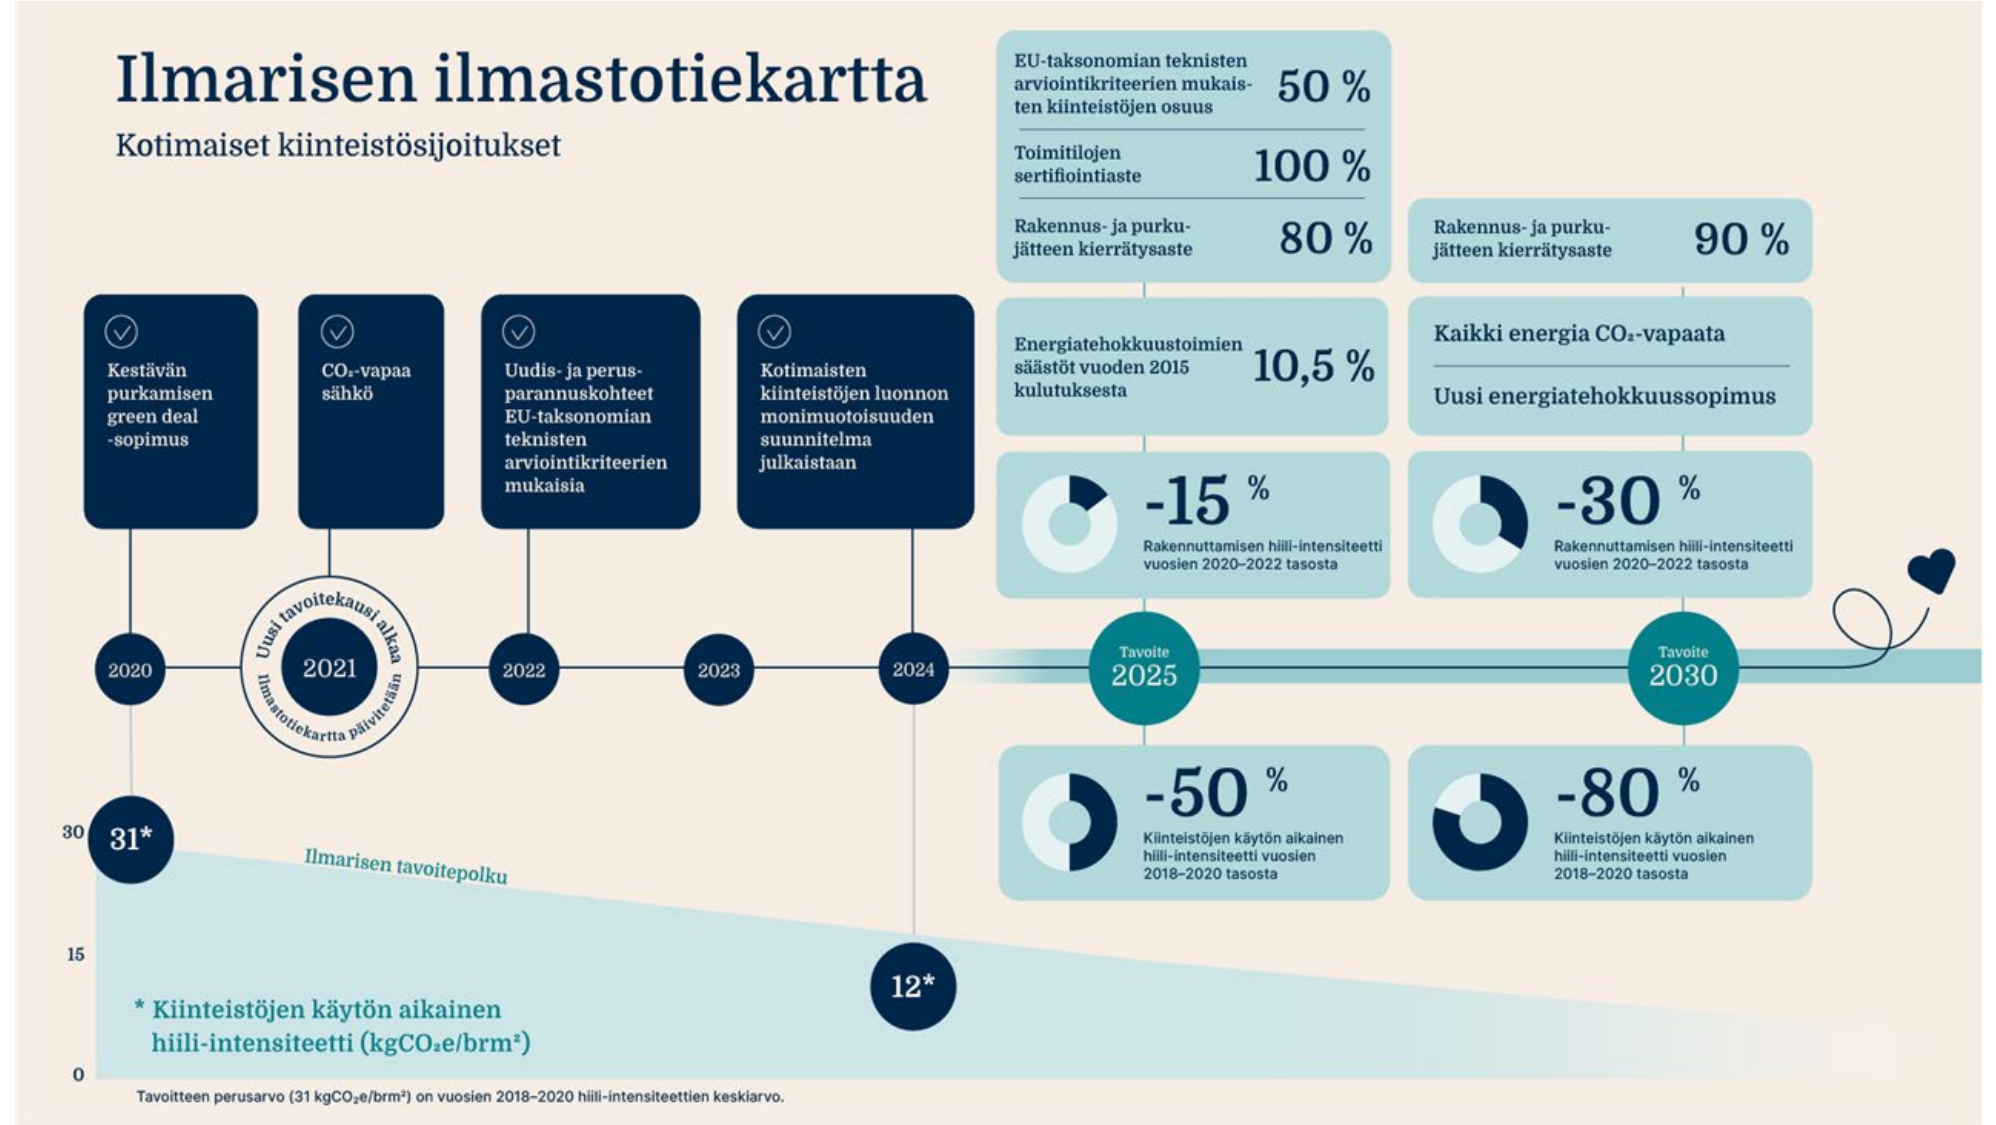 Ilmarisen ilmastotiekartta
Kotimaiset kiinteistösijoitukset
EU-taksonomian teknisten
arviointikriteerien mukais-
ten kiinteistöjen osuus
50 %
Toimitilojen
sertifiointiaste
100 %
Rakennus- ja purku-
jätteen kierrätysaste
80 %
Rakennus- ja purku-
jätteen kierrätysaste
90 %
Kestävän
purkamisen
green deal
-sopimus
CO₂-vapaa
sähkö
Uudis- ja perus-
parannuskohteet
EU-taksonomian
teknisten
arviointikriteerien
mukaisia
Kotimaisten
kiinteistöjen luonnon
monimuotoisuuden
suunnitelma
julkaistaan
Energiatehokkuustoimien
säästöt vuoden 2015
kulutuksesta
10,5 %
Kaikki energia CO₂-vapaata
Uusi energiatehokkuussopimus
-15 %
Rakennuttamisen hiili-intensiteetti
vuosien 2020–2022 tasosta
-30 %
Rakennuttamisen hiili-intensiteetti
vuosien 2020–2022 tasosta
2020
Uusi tavoitekausi alkaa
2021
Ilmastotiekartta päivitetään
2022
2023
2024
Tavoite
2025
Tavoite
2030
-50 %
Kiinteistöjen käytön aikainen
hiili-intensiteetti vuosien
2018–2020 tasosta
-80 %
Kiinteistöjen käytön aikainen
hiili-intensiteetti vuosien
2018–2020 tasosta
30
31*
Ilmarisen tavoitepolku
15
12*
* Kiinteistöjen käytön aikainen
hiili-intensiteetti (kgCO₂e/brm²)
0
Tavoitteen perusarvo (31 kgCO₂e/brm²) on vuosien 2018–2020 hiili-intensiteettien keskiarvo.